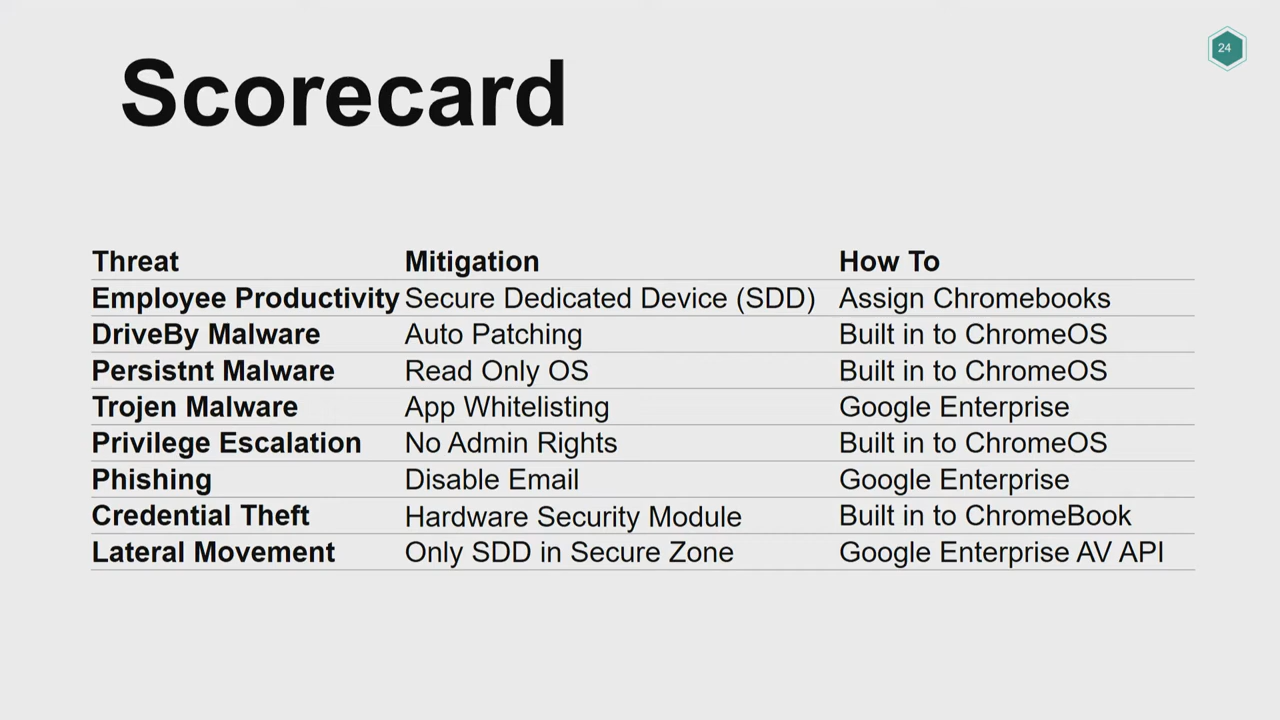 24
Scorecard
Threat Mitigation How To
Employee Productivity Secure Dedicated Device (SDD) Assign Chromebooks
DriveBy Malware Auto Patching Built in to ChromeOS
Persistnt Malware Read Only OS Built in to ChromeOS
Trojen Malware App Whitelisting Google Enterprise
Privilege Escalation No Admin Rights Built in to ChromeOS
Phishing Disable Email Google Enterprise
Credential Theft Hardware Security Module Built in to ChromeBook
Lateral Movement Only SDD in Secure Zone Google Enterprise AV API